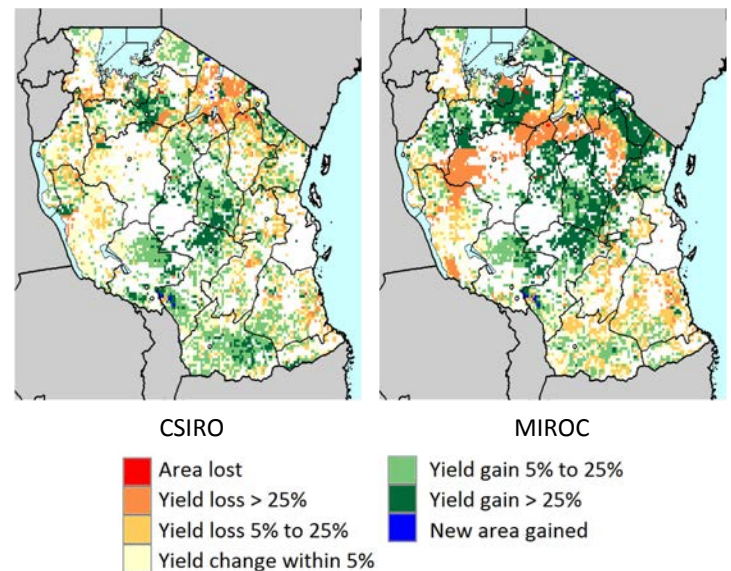 CSIRO
MIROC
Area lost
Yield loss > 25%
Yield loss 5% to 25%
Yield change within 5%
Yield gain 5% to 25%
Yield gain > 25%
New area gained